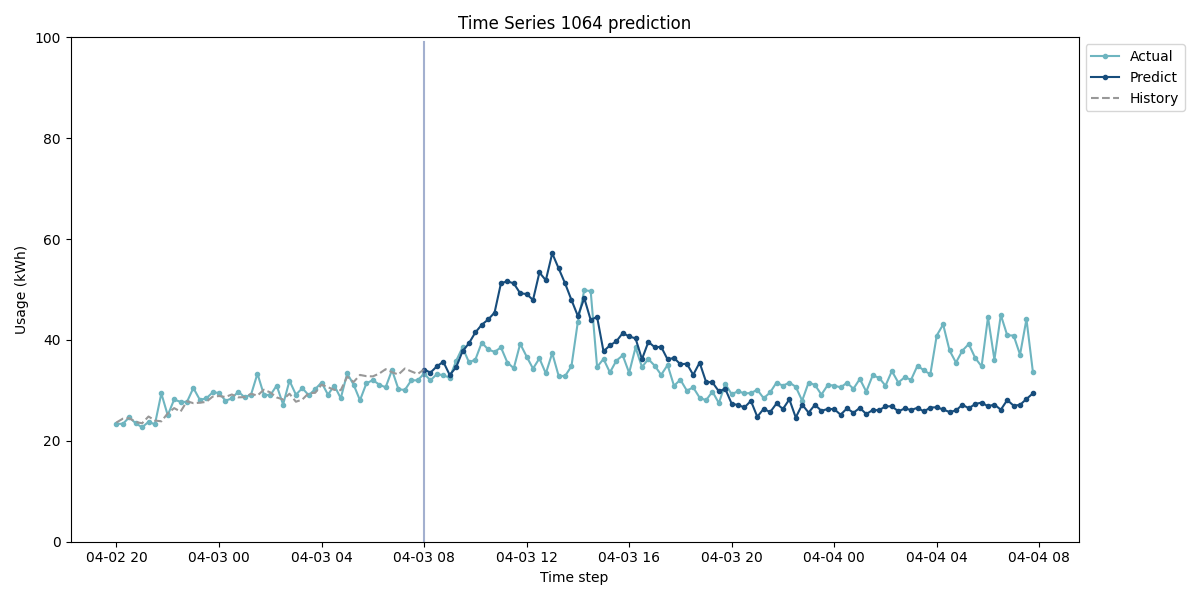 Time Series 1064 prediction
100
80
60
40
20
0
Usage (kWh)
04-02 20 04-03 00 04-03 04 04-03 08 04-03 12 04-03 16 04-03 20 04-04 00 04-04 04 04-04 08
Time step
Actual
Predict
History